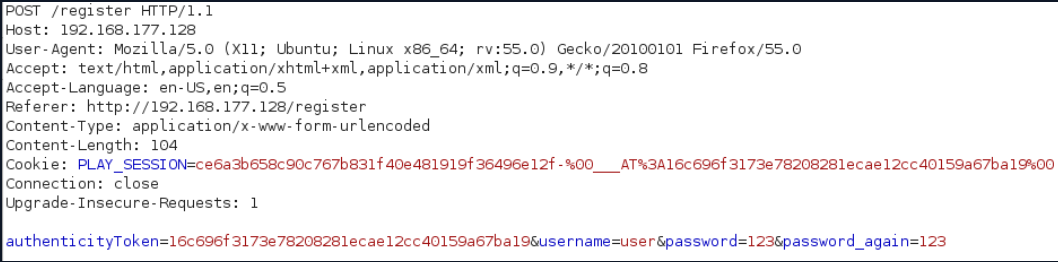 POST /register HTTP/1.1
Host: 192.168.177.128
User-Agent: Mozilla/5.0 (X11; Ubuntu; Linux x86_64; rv:55.0) Gecko/20100101 Firefox/55.0
Accept: text/html,application/xhtml+xml,application/xml;q=0.9,*/*;q=0.8
Accept-Language: en-US,en;q=0.5
Referer: http://192.168.177.128/register
Content-Type: application/x-www-form-urlencoded
Content-Length: 104
Cookie: PLAY_SESSION=ce6a3b658c90c767b831f40e481919f36496e12f-%00___AT%3A16c696f3173e78208281ecae12cc40159a67ba19%00
Connection: close
Upgrade-Insecure-Requests: 1
authenticityToken=16c696f3173e78208281ecae12cc40159a67ba19&username=user&password=123&password_again=123